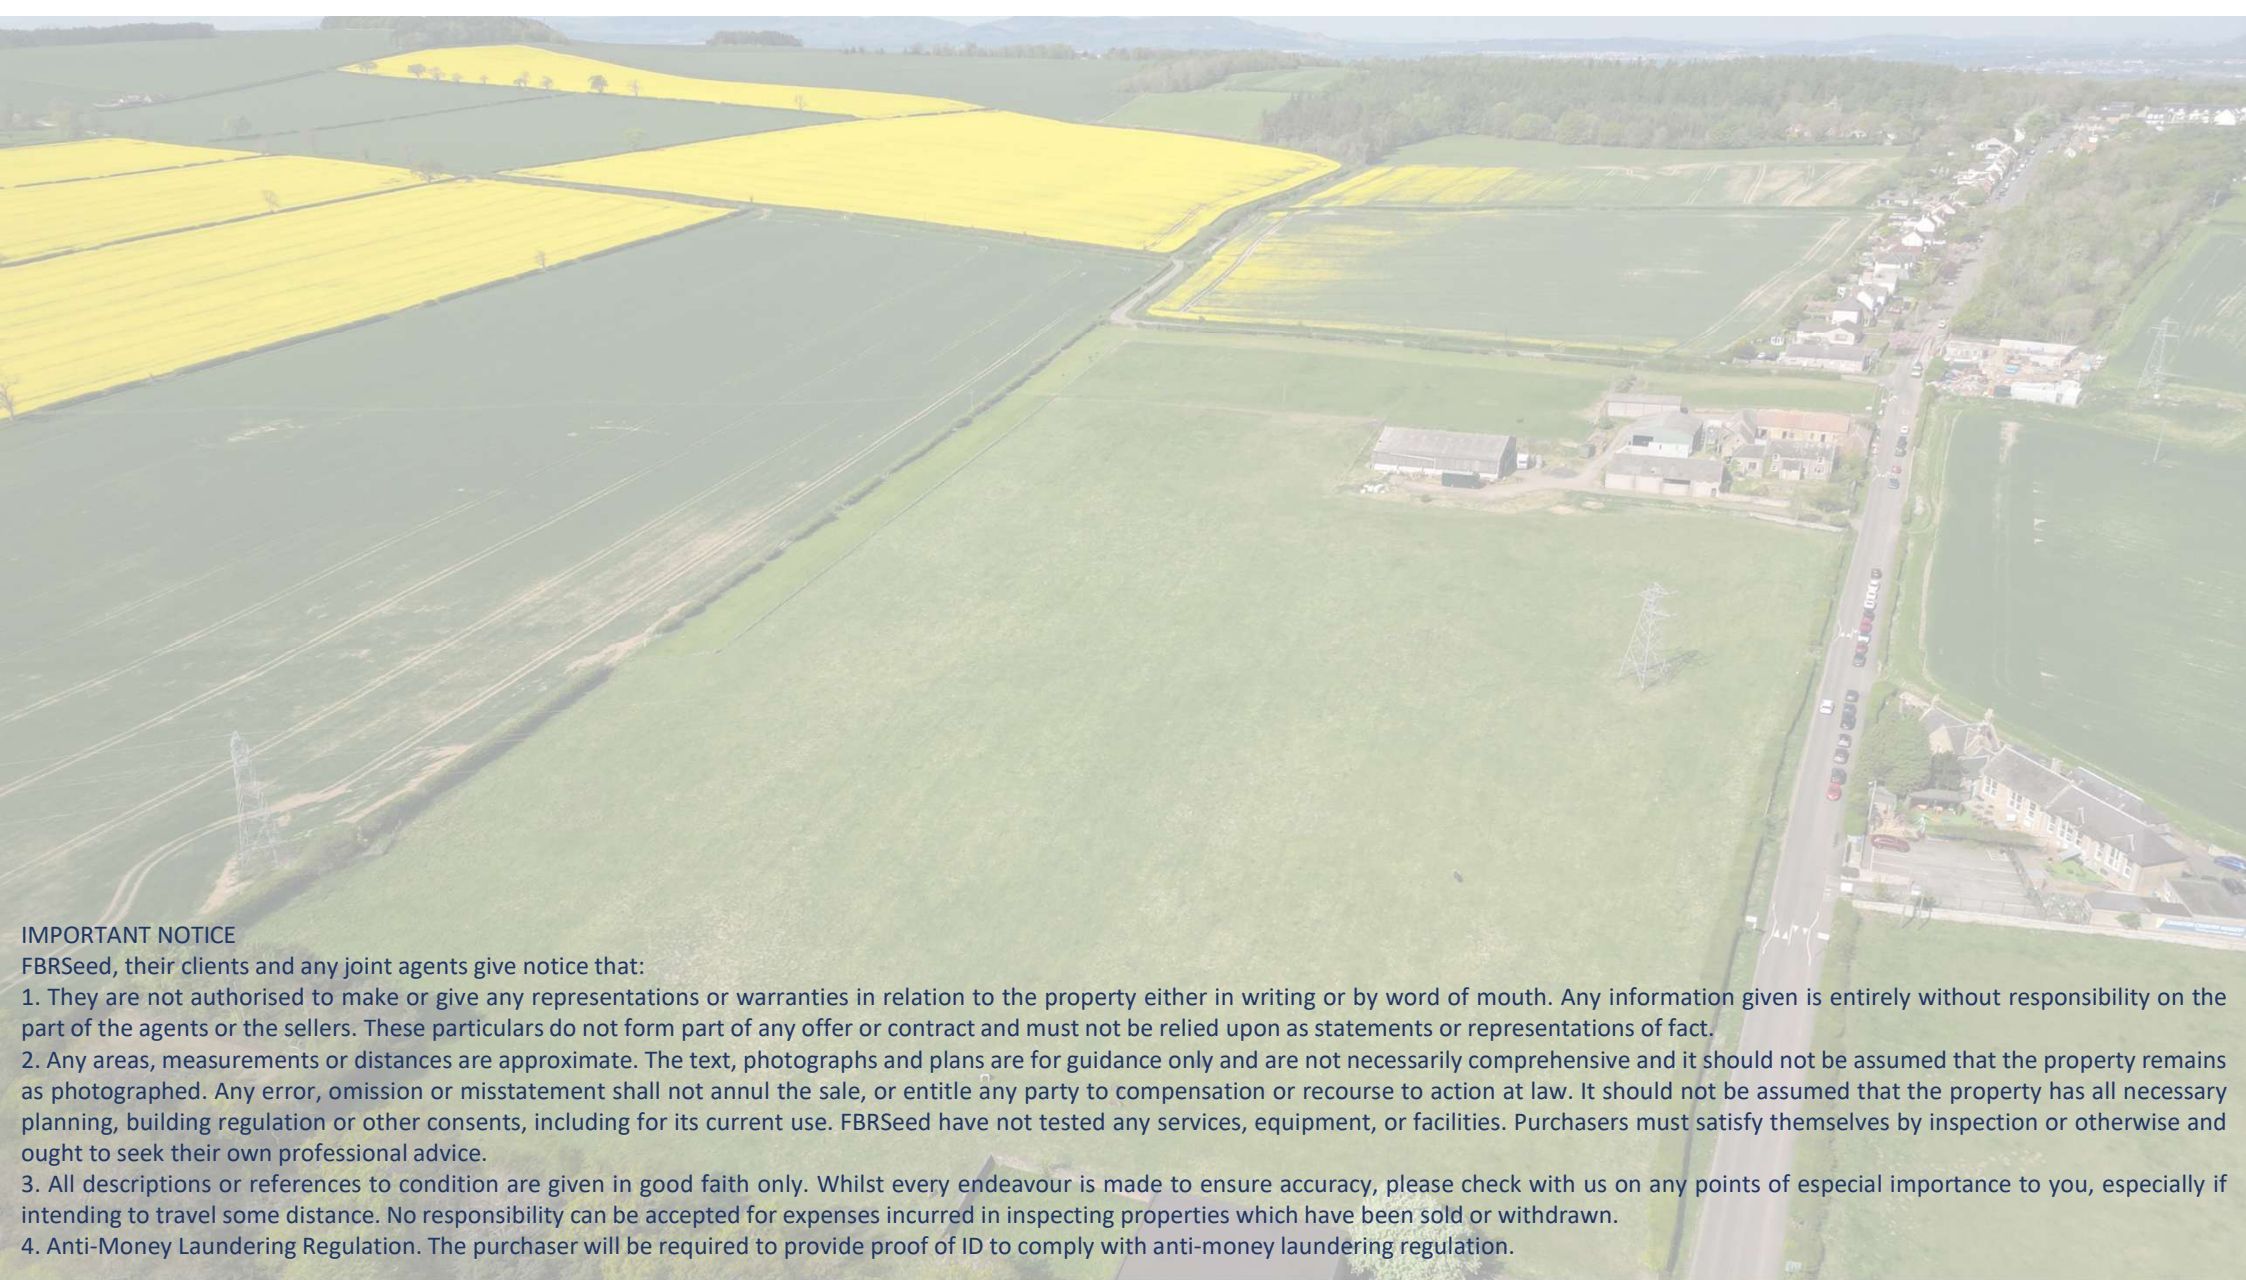 IMPORTANT NOTICE
FBRSeed, their clients and any joint agents give notice that:
1. They are not authorised to make or give any representations or warranties in relation to the property either in writing or by word of mouth. Any information given is entirely without responsibility on the
part of the agents or the sellers. These particulars do not form part of any offer or contract and must not be relied upon as statements or representations of fact.
2. Any areas, measurements or distances are approximate. The text, photographs and plans are for guidance only and are not necessarily comprehensive and it should not be assumed that the property remains
as photographed. Any error, omission or misstatement shall not annul the sale, or entitle any party to compensation or recourse to action at law. It should not be assumed that the property has all necessary
planning, building regulation or other consents, including for its current use. FBRSeed have not tested any services, equipment, or facilities. Purchasers must satisfy themselves by inspection or otherwise and
ought to seek their own professional advice.
3. All descriptions or references to condition are given in good faith only. Whilst every endeavour is made to ensure accuracy, please check with us on any points of especial importance to you, especially if
intending to travel some distance. No responsibility can be accepted for expenses incurred in inspecting properties which have been sold or withdrawn.
4. Anti-Money Laundering Regulation. The purchaser will be required to provide proof of ID to comply with anti-money laundering regulation.